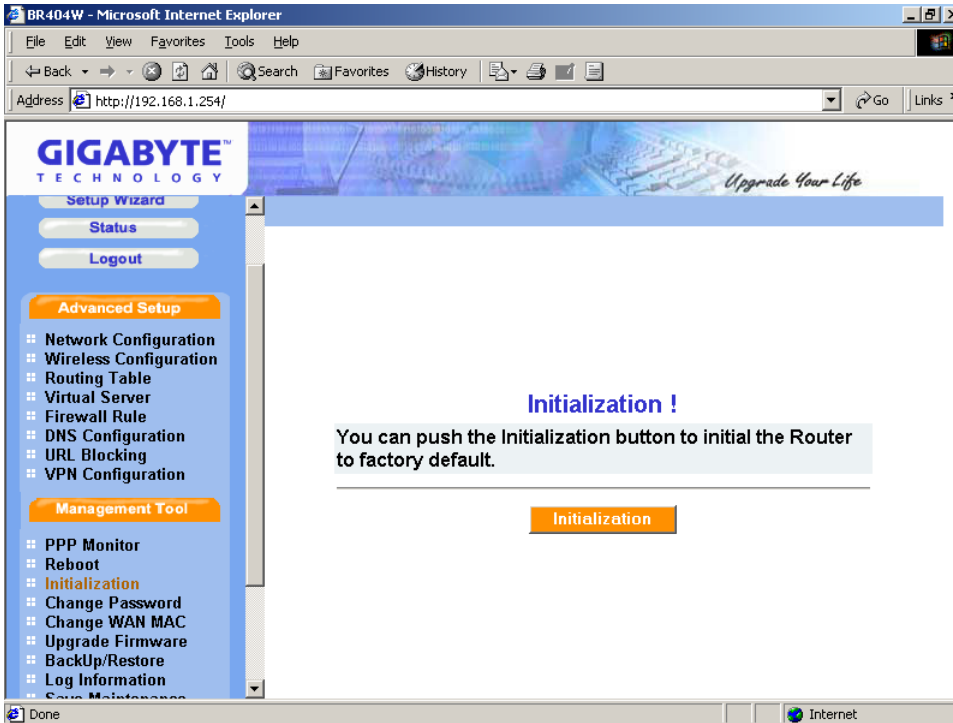 BR404W - Microsoft Internet Explorer
File Edit View Favorites Tools Help
Back Search Favorites History
Address http://192.168.1.254/ Go Links
GIGABYTE™
TECHNOLOGY
Upgrade Your Life
Setup Wizard
Status
Logout
Advanced Setup
Network Configuration
Wireless Configuration
Routing Table
Virtual Server
Firewall Rule
DNS Configuration
URL Blocking
VPN Configuration
Management Tool
PPP Monitor
Reboot
Initialization
Change Password
Change WAN MAC
Upgrade Firmware
BackUp/Restore
Log Information
Save Maintenance
Initialization !
You can push the Initialization button to initial the Router
to factory default.
Initialization
Done Internet